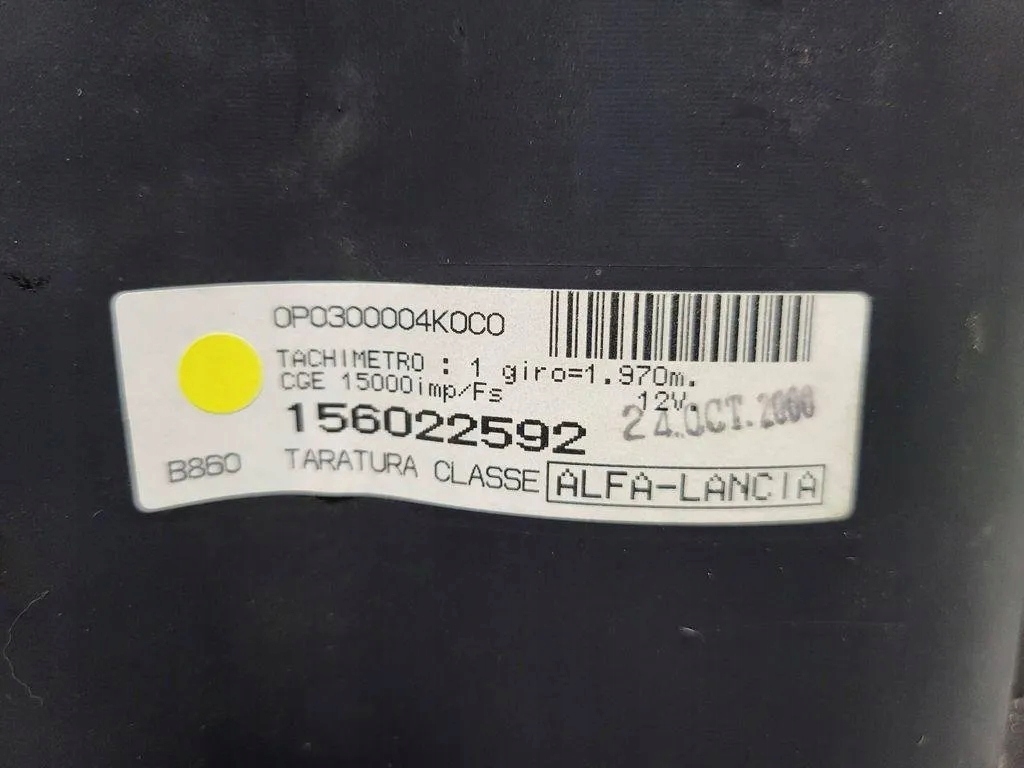 0P0300004K0C0
TACHIMETRO : 1 giro=1.970m.
CGE 15000imp/Fs 12V.
156022592 24.OCT.2000
B860 TARATURA CLASSE ALFA-LANCIA